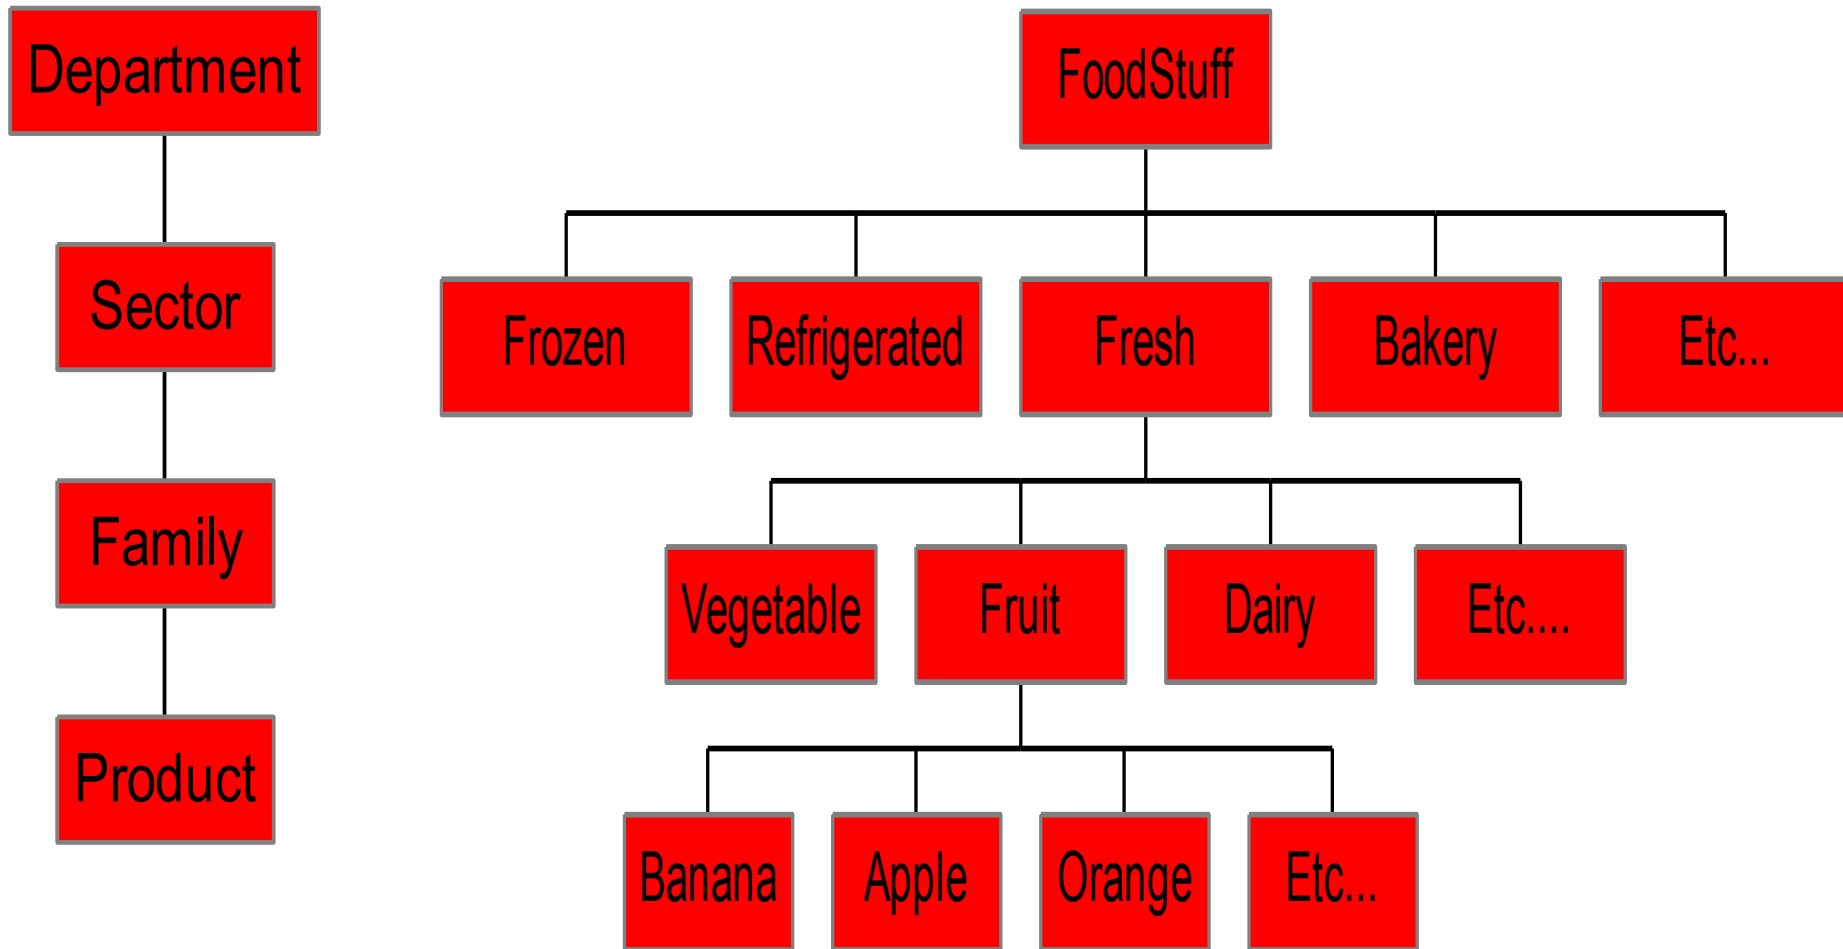 Department
FoodStuff
Sector
Frozen
Refrigerated
Fresh
Bakery
Etc...
Family
Vegetable
Fruit
Dairy
Etc....
Product
Banana
Apple
Orange
Etc...